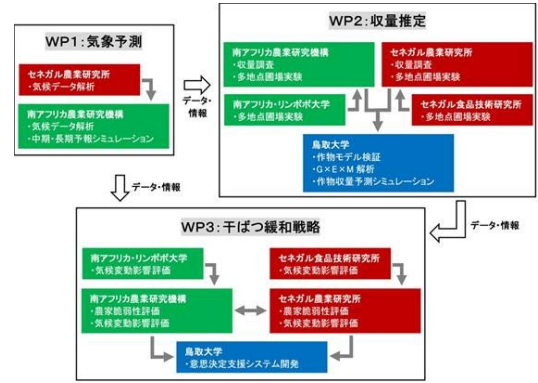 WP1:気象予測
セネガル農業研究所
・気候データ解析
南アフリカ農業研究機構
・気候データ解析
・中期・長期予報シミュレーション
データ・
情報
WP2:収量推定
南アフリカ農業研究機構
・収量調査
・多地点圃場実験
セネガル農業研究所
・収量調査
・多地点圃場実験
南アフリカ・リンポポ大学
・多地点圃場実験
セネガル食品技術研究所
・多地点圃場実験
鳥取大学
・作物モデル検証
・G×E×M 解析
・作物収量予測シミュレーション
データ・情報
データ・情報
WP3:干ばつ緩和戦略
南アフリカ・リンポポ大学
・気候変動影響評価
セネガル食品技術研究所
・気候変動影響評価
南アフリカ農業研究機構
・農家脆弱性評価
・気候変動影響評価
セネガル農業研究所
・農家脆弱性評価
・気候変動影響評価
鳥取大学
・意思決定支援システム開発